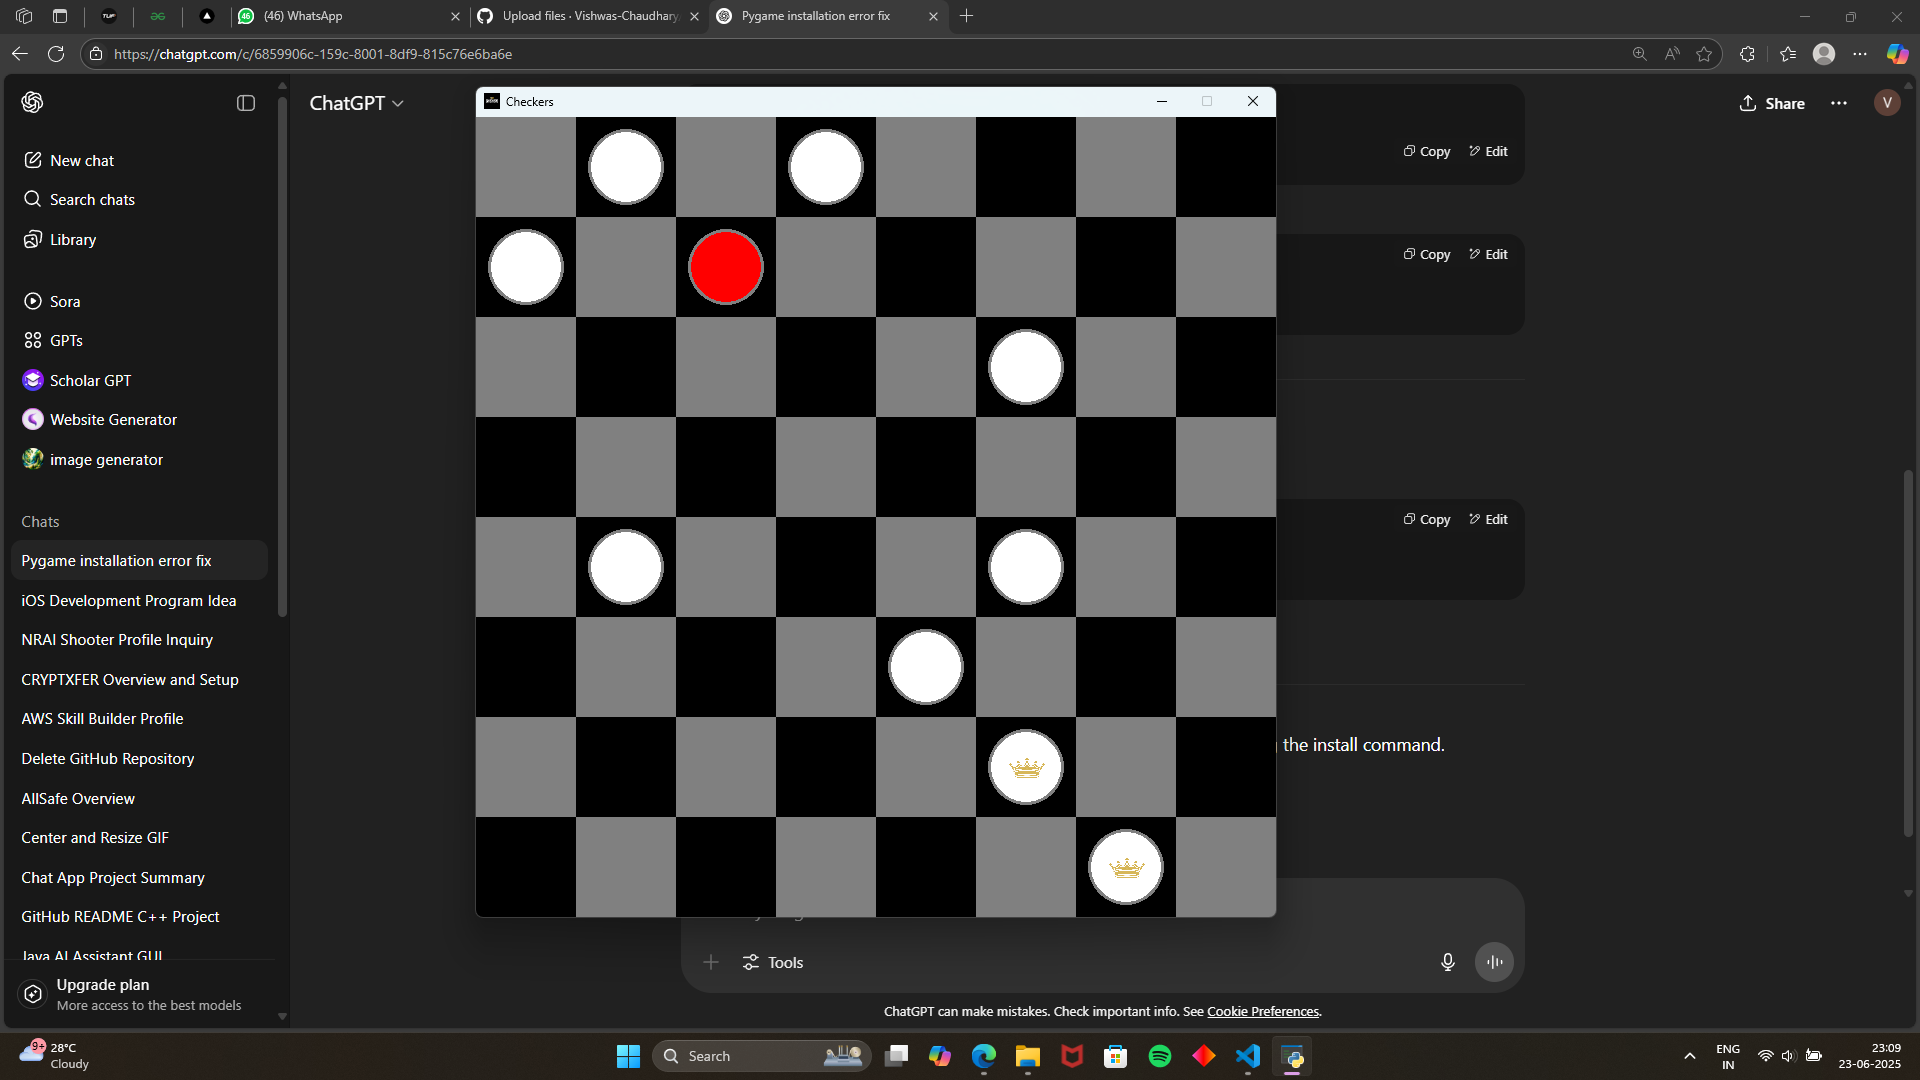 (46) WhatsApp
Upload files · Vishwas-Chaudhary
Pygame installation error fix
https://chatgpt.com/c/6859906c-159c-8001-8df9-815c76e6ba6e
ChatGPT
Checkers
Share
V
New chat
Search chats
Library
Sora
GPTs
Scholar GPT
Website Generator
image generator
Chats
Pygame installation error fix
iOS Development Program Idea
NRAI Shooter Profile Inquiry
CRYPTXFER Overview and Setup
AWS Skill Builder Profile
Delete GitHub Repository
AllSafe Overview
Center and Resize GIF
Chat App Project Summary
GitHub README C++ Project
Java AI Assistant GUI
Upgrade plan
More access to the best models
Copy Edit
Copy Edit
Copy Edit
the install command.
Tools
ChatGPT can make mistakes. Check important info. See Cookie Preferences.
9+
28°C
Cloudy
Search
ENG
IN
23:09
23-06-2025